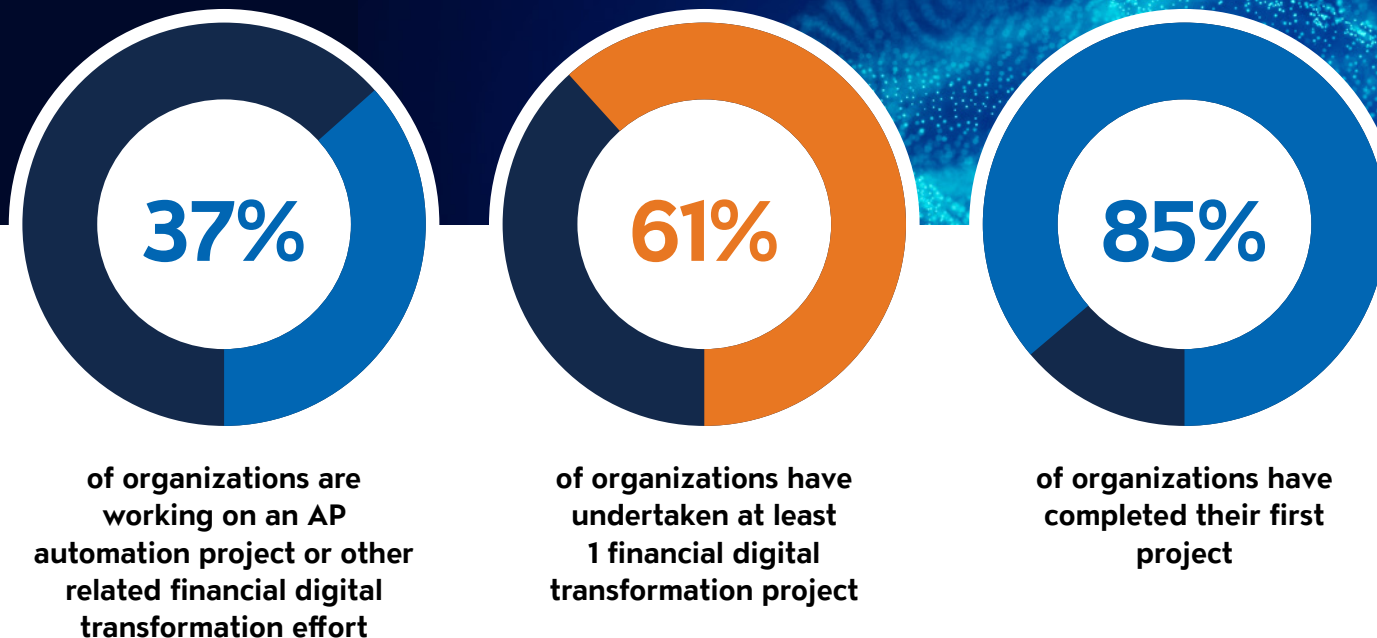 37%
of organizations are
working on an AP
automation project or other
related financial digital
transformation effort
61%
of organizations have
undertaken at least
1 financial digital
transformation project
85%
of organizations have
completed their first
project